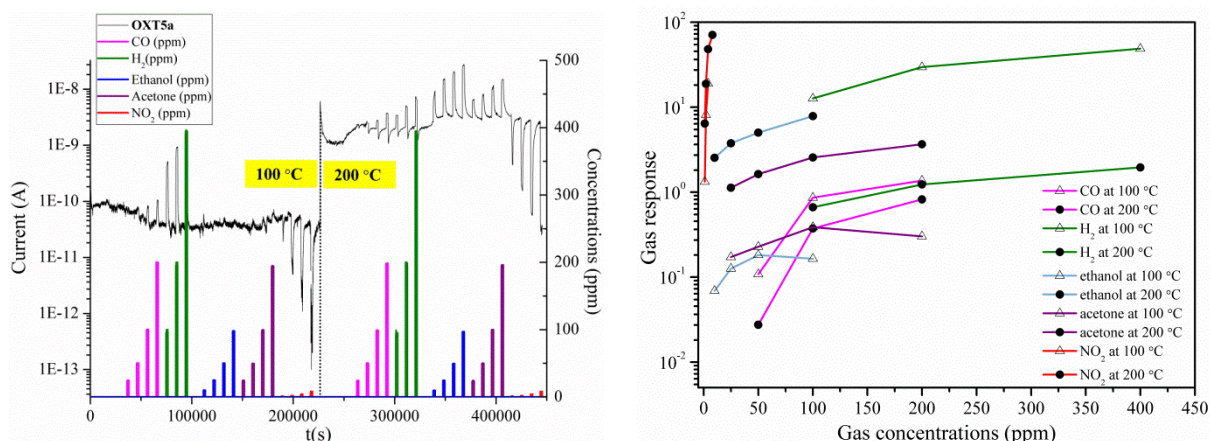 OXT5a
CO (ppm)
H2(ppm)
Ethanol (ppm)
Acetone (ppm)
NO2 (ppm)
1E-8
1E-9
1E-10
1E-11
1E-12
1E-13
Current (A)
100 °C
200 °C
500
400
300
200
100
0
Concentrations (ppm)
0
100000
200000
300000
400000
t(s)
10^2
10^1
10^0
10^-1
10^-2
Gas response
CO at 100 °C
CO at 200 °C
H2 at 100 °C
H2 at 200 °C
ethanol at 100 °C
ethanol at 200 °C
acetone at 100 °C
acetone at 200 °C
NO2 at 100 °C
NO2 at 200 °C
0
50
100
150
200
250
300
350
400
450
Gas concentrations (ppm)